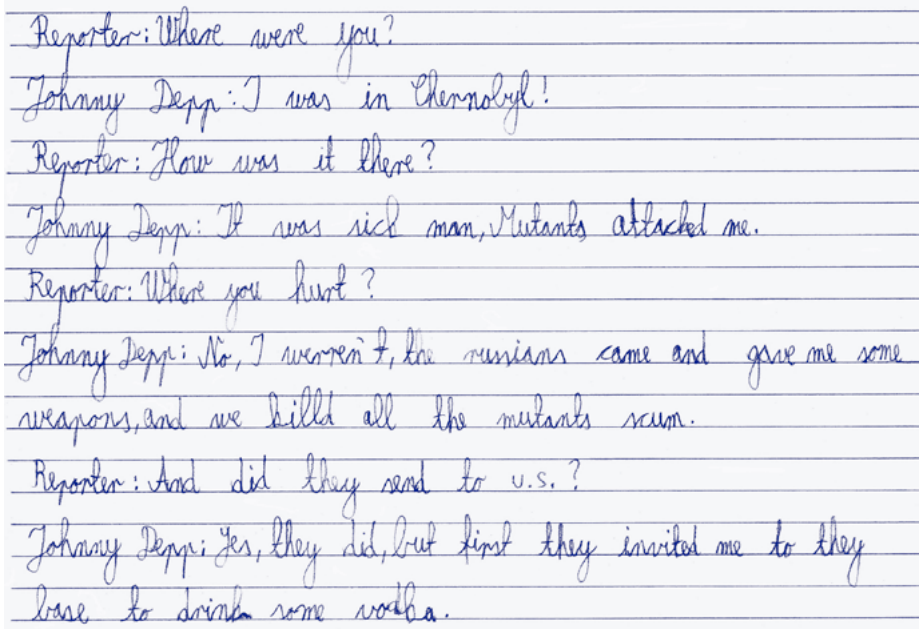 Reporter: Where were you?
Johnny Depp: I was in Chernobyl!
Reporter: How was it there?
Johnny Depp: It was sick man, Mutants attacked me.
Reporter: Where you hurt?
Johnny Depp: No, I werren't, the russians came and gave me some
weapons, and we killd all the mutants scum.
Reporter: And did they send to u.s.?
Johnny Depp: Yes, they did, but first they invited me to they
base to drink some vodka.